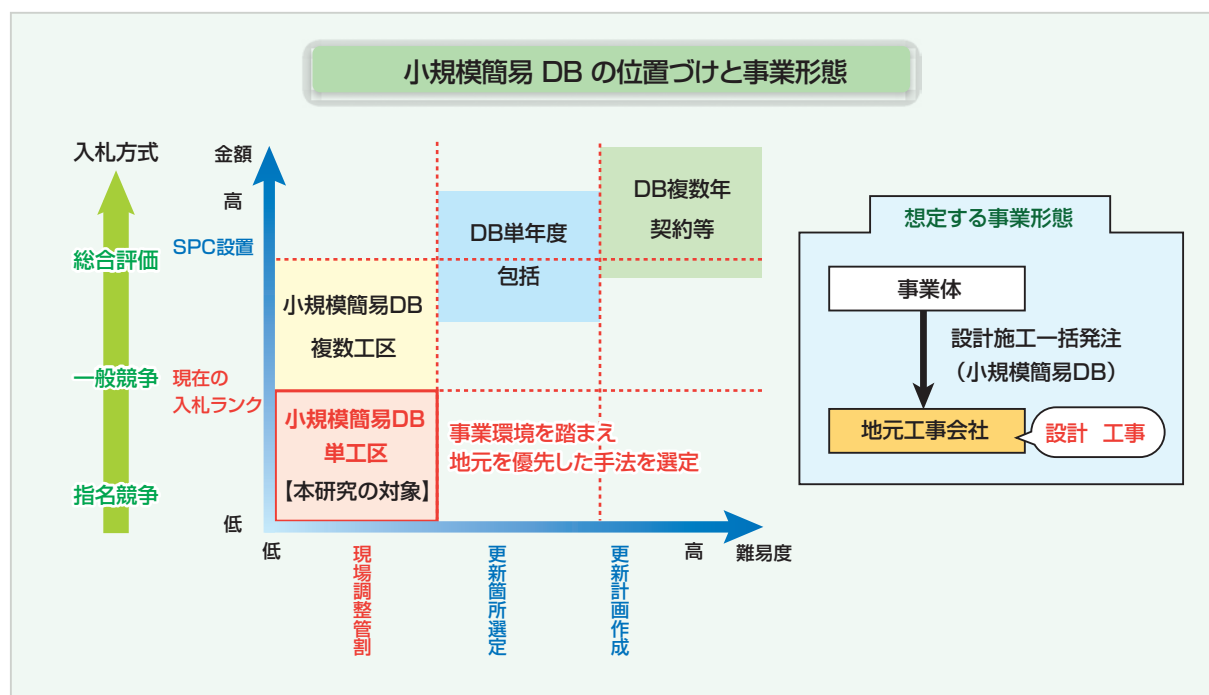 小規模簡易 DB の位置づけと事業形態
入札方式
総合評価
一般競争
指名競争
金額
高
SPC設置
現在の
入札ランク
低
小規模簡易DB
複数工区
小規模簡易DB
単工区
【本研究の対象】
DB単年度
包括
DB複数年
契約等
事業環境を踏まえ
地元を優先した手法を選定
低
高
難易度
現場調整管割
更新箇所選定
更新計画作成
想定する事業形態
事業体
設計施工一括発注
（小規模簡易DB）
地元工事会社
設計 工事